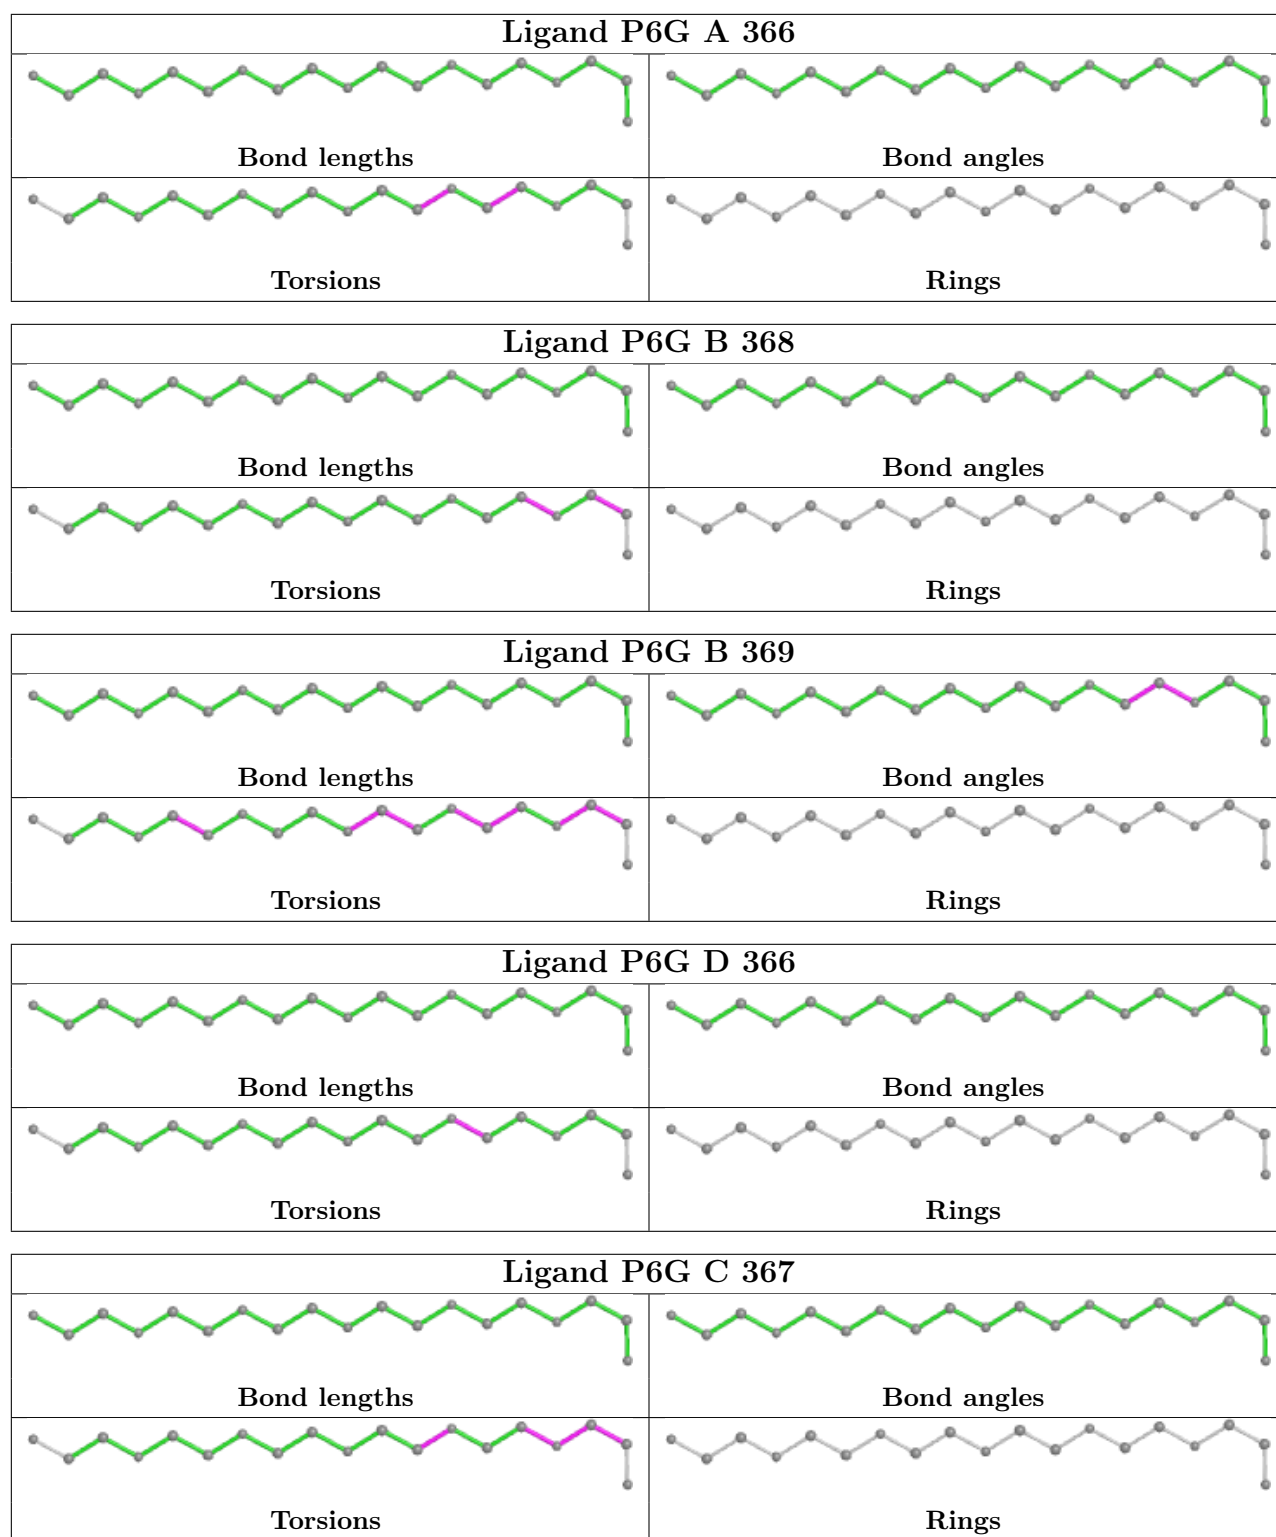 Ligand P6G A 366
Bond lengths Bond angles
Torsions Rings
Ligand P6G B 368
Bond lengths Bond angles
Torsions Rings
Ligand P6G B 369
Bond lengths Bond angles
Torsions Rings
Ligand P6G D 366
Bond lengths Bond angles
Torsions Rings
Ligand P6G C 367
Bond lengths Bond angles
Torsions Rings